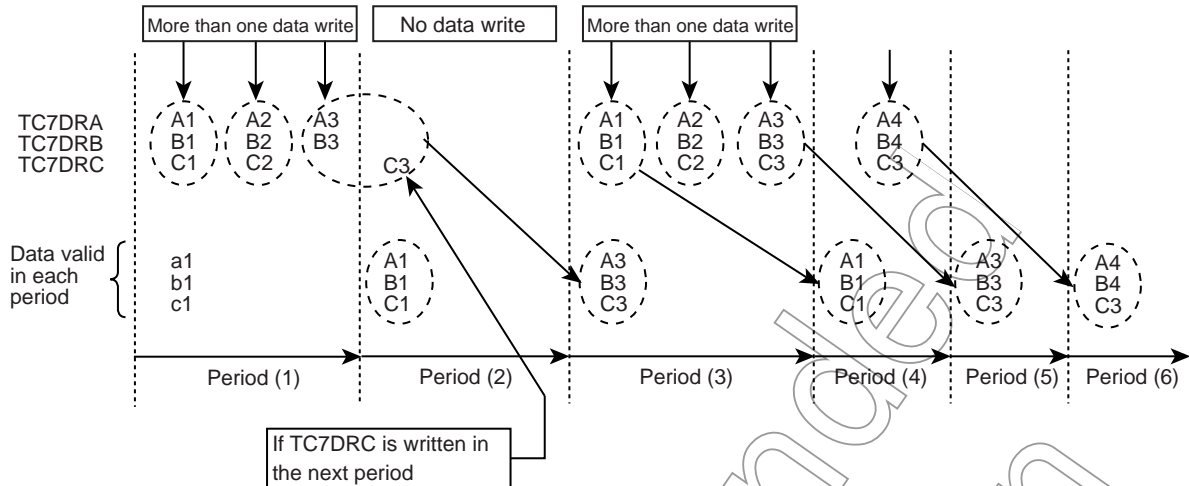 More than one data write
No data write
More than one data write
TC7DRA
TC7DRB
TC7DRC
A1
B1
C1
A2
B2
C2
A3
B3
C3
A1
B1
C1
A2
B2
C2
A3
B3
C3
A4
B4
C3
Data valid
in each
period
a1
b1
c1
A1
B1
C1
A3
B3
C3
A1
B1
C1
A3
B3
C3
A4
B4
C3
Period (1)
Period (2)
Period (3)
Period (4)
Period (5)
Period (6)
If TC7DRC is written in
the next period